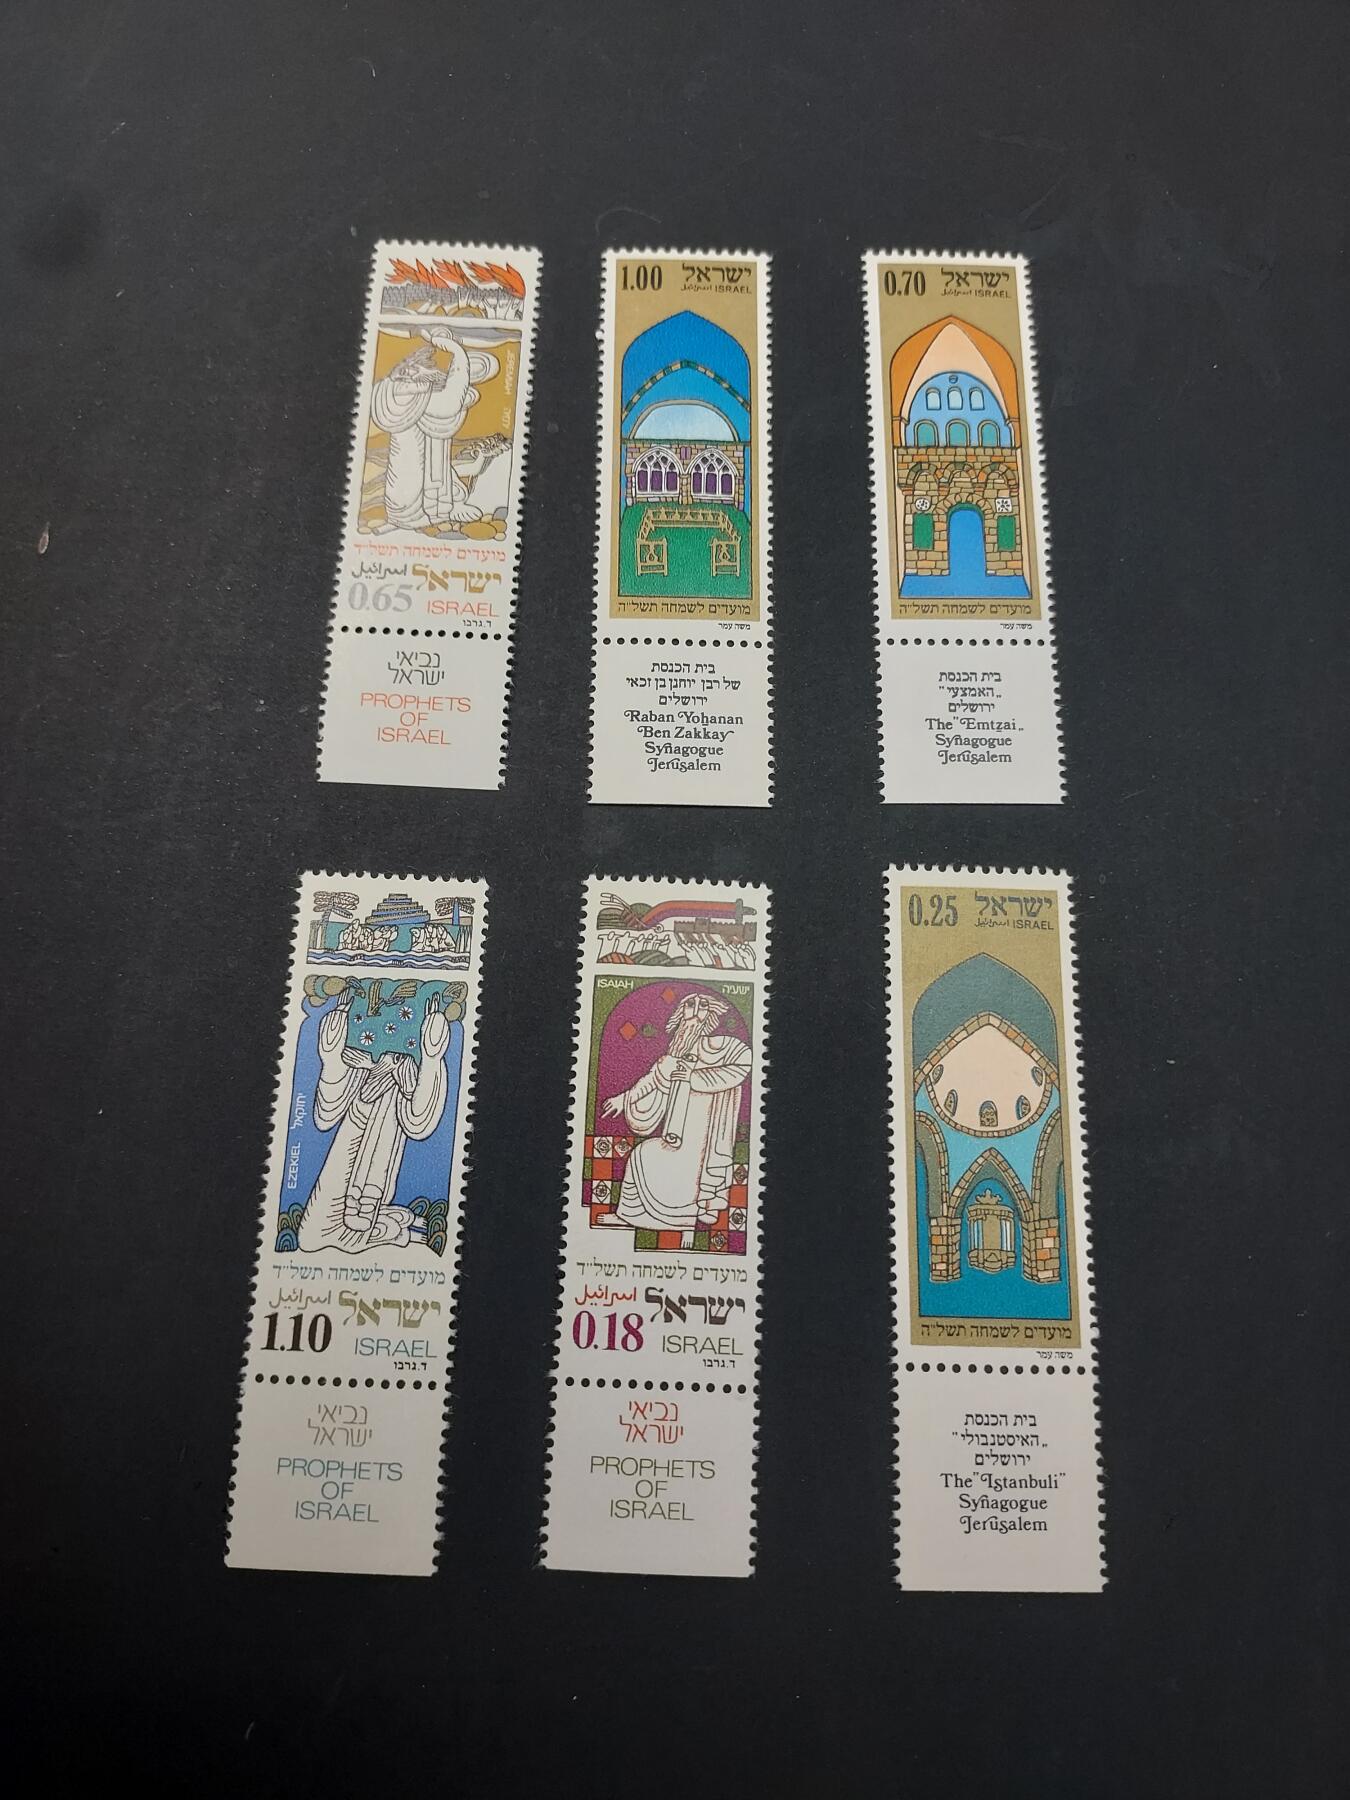 JEREMIAH ירמיה
מועדים לשמחה תשל"ד
ישראל اسرائيل
0.65 ISRAEL
ד. גרבו
נביאי
ישראל
PROPHETS
OF
ISRAEL
1.00 ישראל
اسرائيل ISRAEL
מועדים לשמחה תשל"ה
משה עמר
בית הכנסת
של רבן יוחנן בן זכאי
ירושלים
Raban Yoẖanan
Ben Zakkay
Synagogue
Jerusalem
0.70 ישראל
اسرائيل ISRAEL
מועדים לשמחה תשל"ה
משה עמר
בית הכנסת
„האמצעי"
ירושלים
The "Emtẕai„
Synagogue
Jerusalem
EZEKIEL יחזקאל
מועדים לשמחה תשל"ד
ישראל اسرائيل
1.10 ISRAEL
ד. גרבו
נביאי
ישראל
PROPHETS
OF
ISRAEL
ISAIAH ישעיה
מועדים לשמחה תשל"ד
ישראל اسرائيل
0.18 ISRAEL
ד. גרבו
נביאי
ישראל
PROPHETS
OF
ISRAEL
0.25 ישראל
اسرائيل ISRAEL
מועדים לשמחה תשל"ה
משה עמר
בית הכנסת
„האיסטנבולי"
ירושלים
The "Istanbuli"
Synagogue
Jerusalem